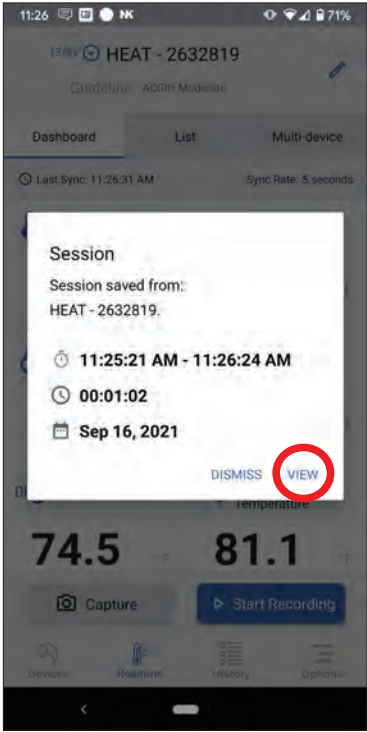 11:26 NK 71%
HEAT - 2632819
Guideline: ACGIH Moderate
Dashboard List Multi-device
Last Sync: 11:26:31 AM Sync Rate: 5 seconds
Session
Session saved from:
HEAT - 2632819.
11:25:21 AM - 11:26:24 AM
00:01:02
Sep 16, 2021
DISMISS VIEW
Temperature
74.5 81.1
Capture Start Recording
Devices Realtime History Options